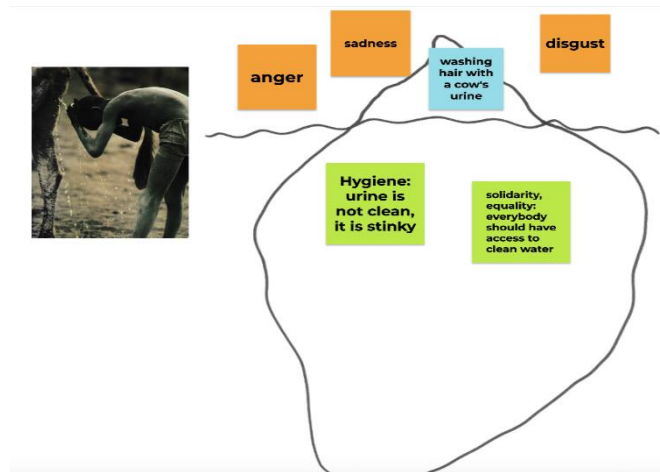 anger
sadness
washing
hair with
a cow's
urine
disgust
Hygiene:
urine is
not clean,
it is stinky
solidarity,
equality:
everybody
should have
access to
clean water